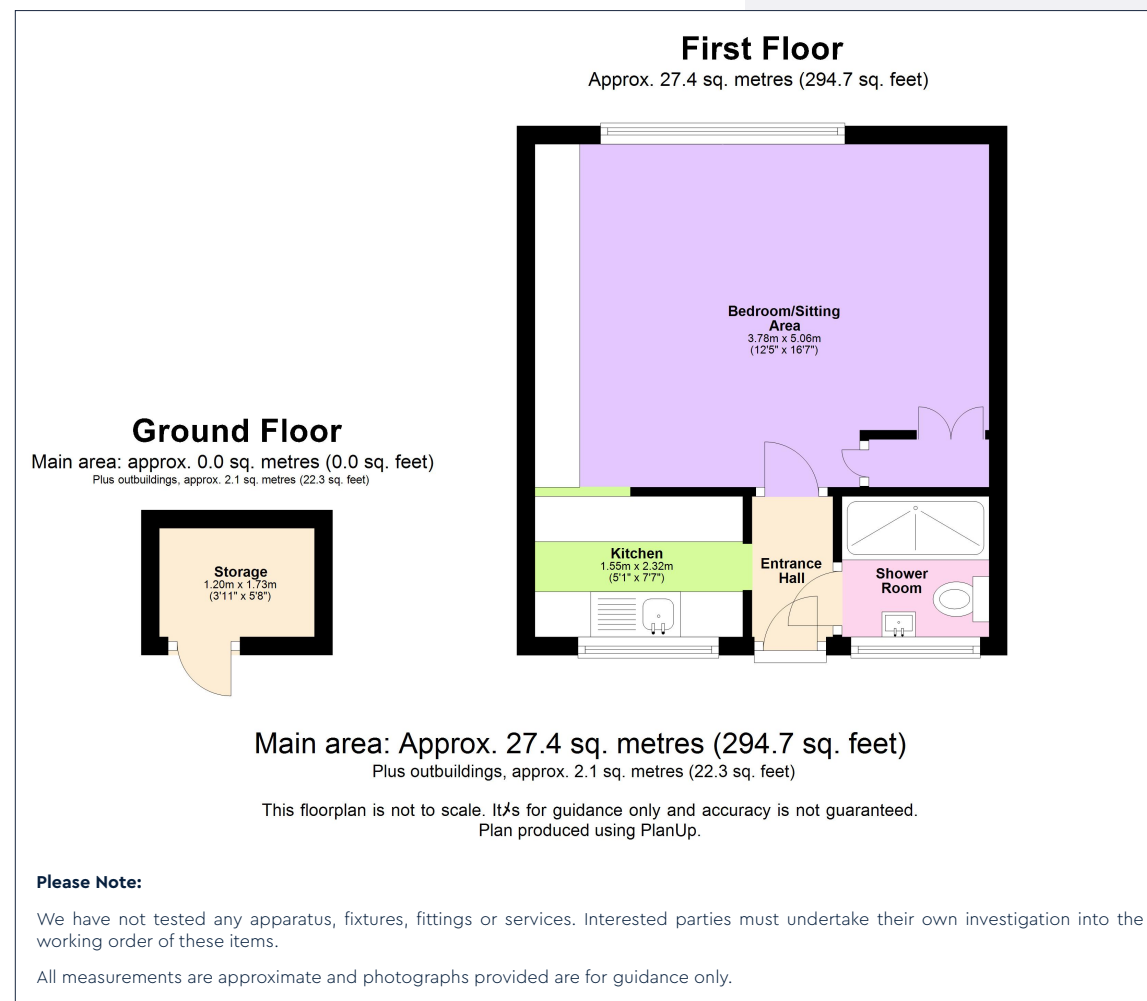 First Floor
Approx. 27.4 sq. metres (294.7 sq. feet)
Bedroom/Sitting
Area
3.78m x 5.06m
(12'5" x 16'7")
Ground Floor
Main area: approx. 0.0 sq. metres (0.0 sq. feet)
Plus outbuildings, approx. 2.1 sq. metres (22.3 sq. feet)
Storage
1.20m x 1.73m
(3'11" x 5'8")
Kitchen
1.55m x 2.32m
(5'1" x 7'7")
Entrance
Hall
Shower
Room
Main area: Approx. 27.4 sq. metres (294.7 sq. feet)
Plus outbuildings, approx. 2.1 sq. metres (22.3 sq. feet)
This floorplan is not to scale. It⊁s for guidance only and accuracy is not guaranteed.
Plan produced using PlanUp.
Please Note:
We have not tested any apparatus, fixtures, fittings or services. Interested parties must undertake their own investigation into the
working order of these items.
All measurements are approximate and photographs provided are for guidance only.